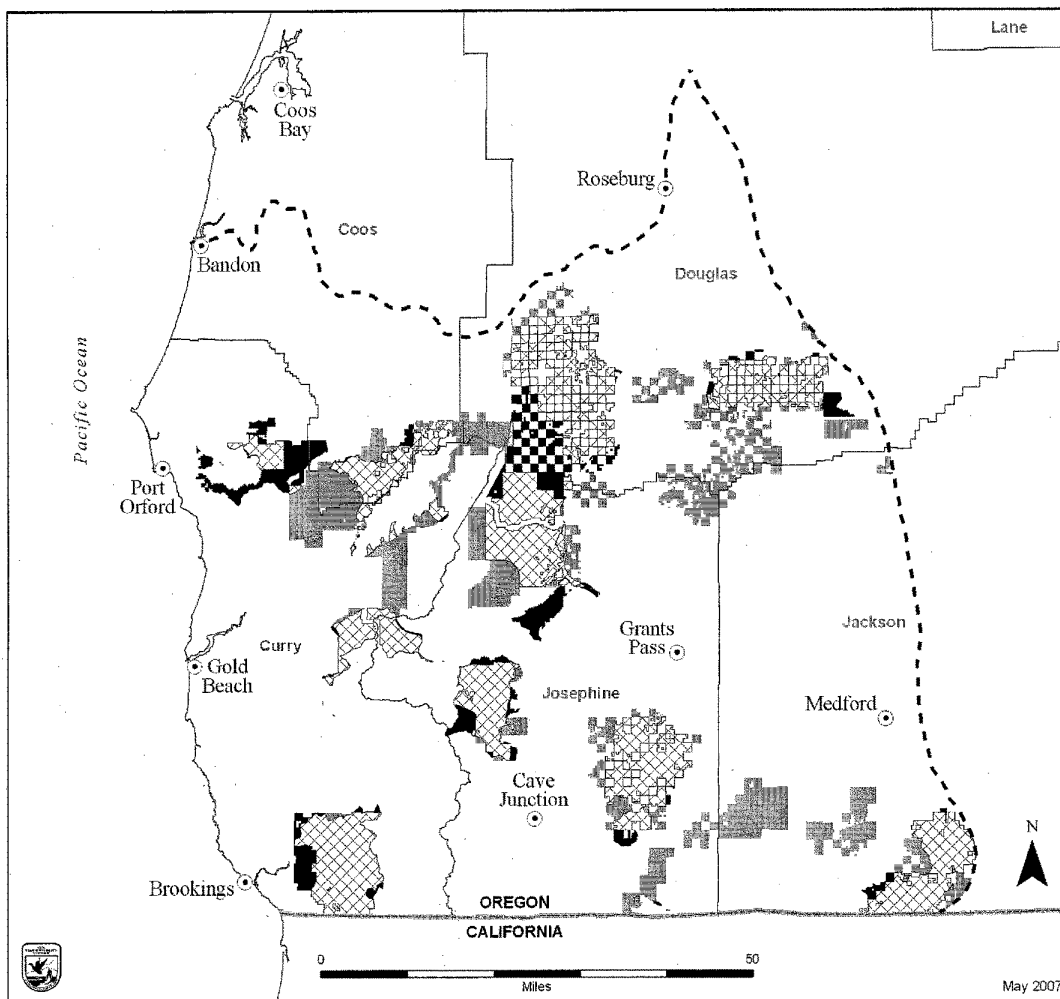 Lane
Coos
Bay
Roseburg
Coos
Bandon
Douglas
Pacific Ocean
Port
Orford
Grants
Pass
Jackson
Curry
Gold
Beach
Josephine
Medford
Cave
Junction
N
Brookings
OREGON
CALIFORNIA
0
50
Miles
May 2007